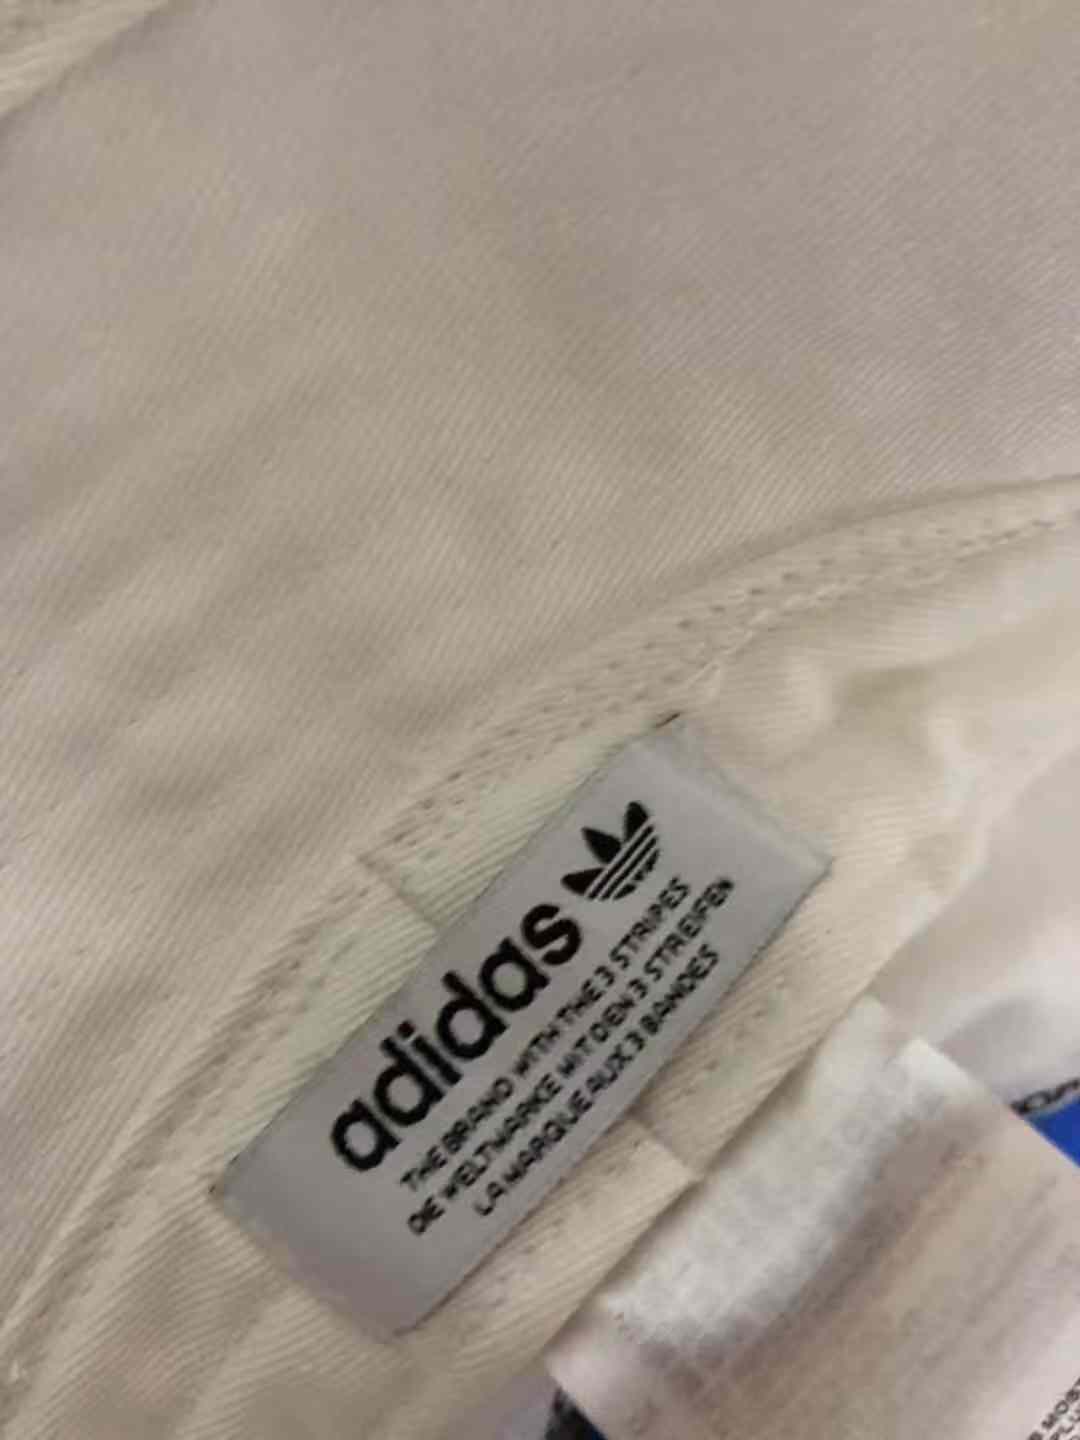 adidas
THE BRAND WITH THE 3 STRIPES
DIE WELTMARKE MIT DEN 3 STREIFEN
LA MARQUE AUX 3 BANDES